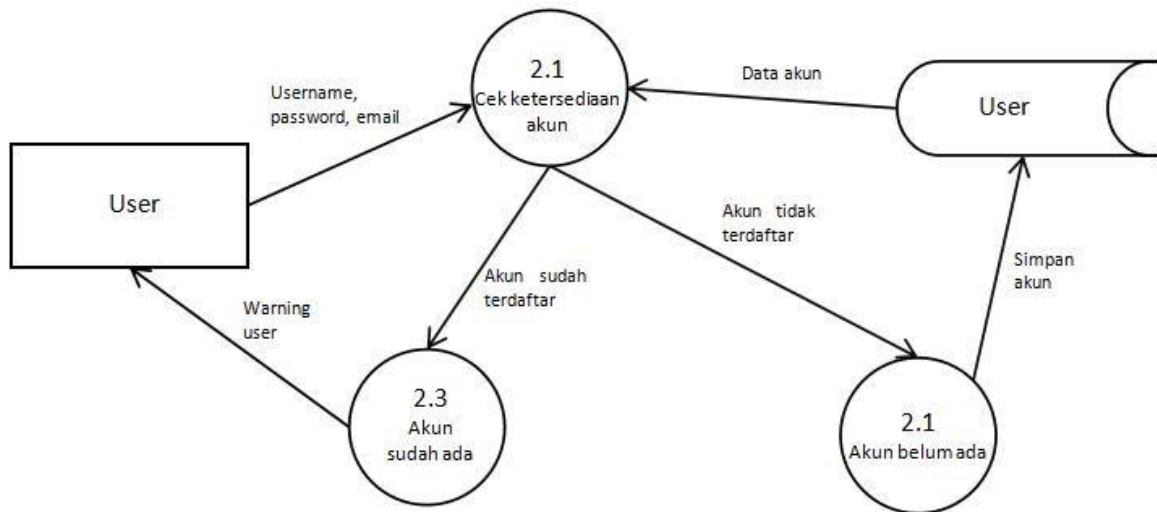 2.1
Cek ketersediaan
akun
Data akun
User
Username,
password, email
User
Akun tidak
terdaftar
Akun sudah
terdaftar
Simpan
akun
Warning
user
2.3
Akun
sudah ada
2.1
Akun belum ada